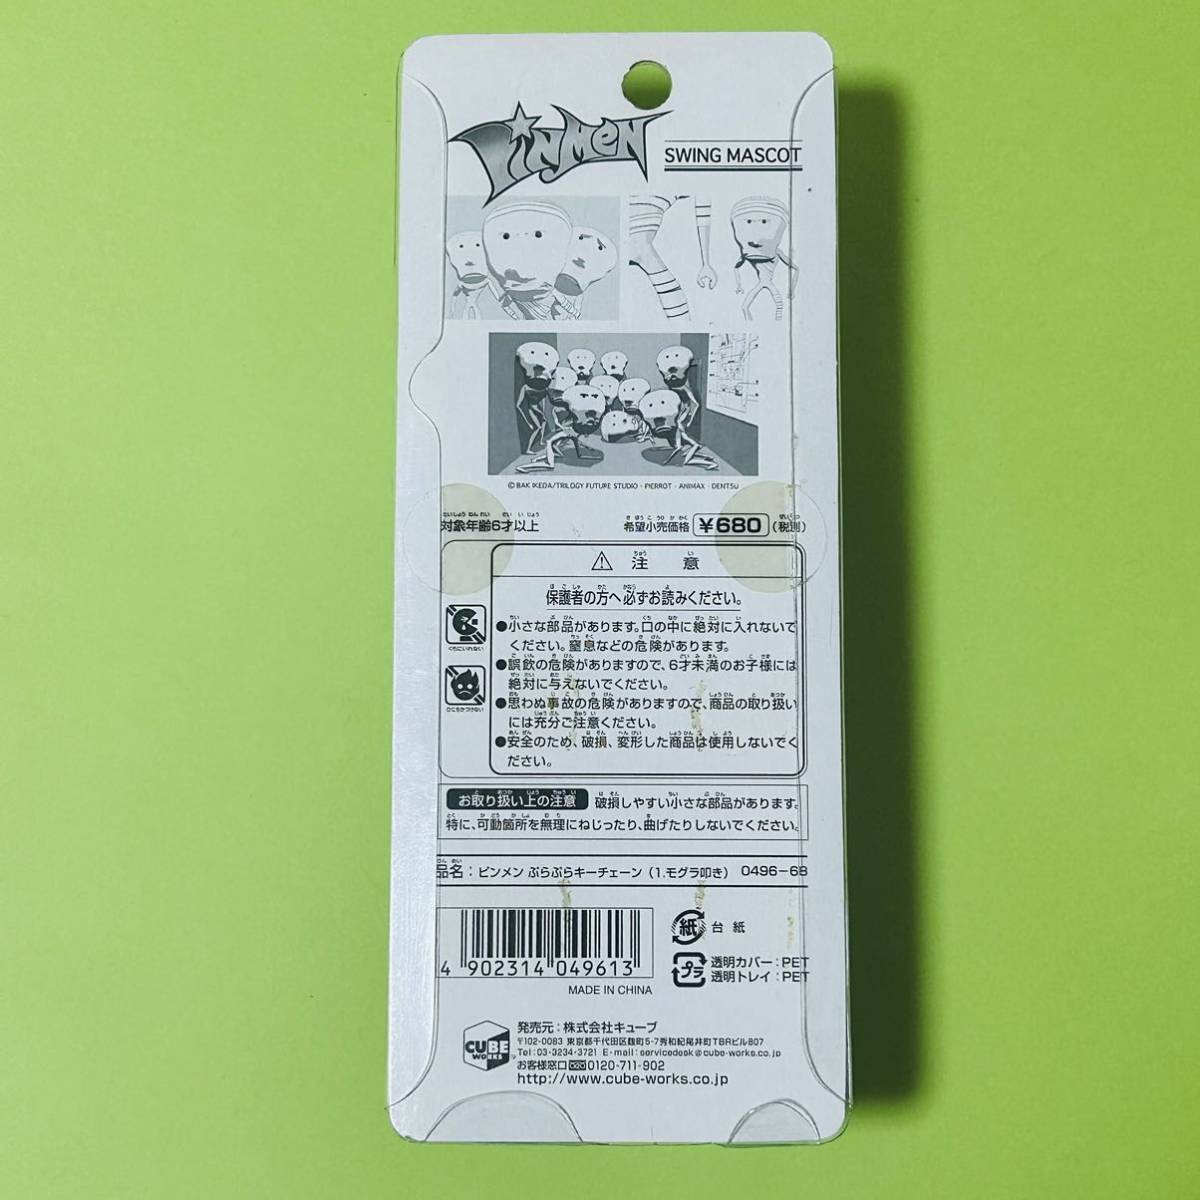 PiNMeN
SWING MASCOT
© BAK IKEDA/TRILOGY FUTURE STUDIO・PIERROT・ANIMAX・DENTSU
対象年齢6才以上
希望小売価格 ¥680 (税別)
⚠ 注意
保護者の方へ必ずお読みください。
●小さな部品があります。口の中に絶対に入れないで
ください。窒息などの危険があります。
●誤飲の危険がありますので、6才未満のお子様には
絶対に与えないでください。
●思わぬ事故の危険がありますので、商品の取り扱い
には充分ご注意ください。
●安全のため、破損、変形した商品は使用しないでく
ださい。
くちにいれない
ひとにむけない
お取り扱い上の注意 破損しやすい小さな部品があります。
特に、可動箇所を無理にねじったり、曲げたりしないでください。
品名：ピンメン ぷらぷらキーチェーン（1.モグラ叩き） 0496-68
4 902314 049613
MADE IN CHINA
紙 台紙
プラ 透明カバー：PET
透明トレイ：PET
CUBE
WORKS
発売元：株式会社キューブ
〒102-0083 東京都千代田区麹町5-7秀和紀尾井町TBRビル807
Tel:03-3234-3721 E-mail:servicedesk@cube-works.co.jp
お客様窓口 0120-711-902
http://www.cube-works.co.jp